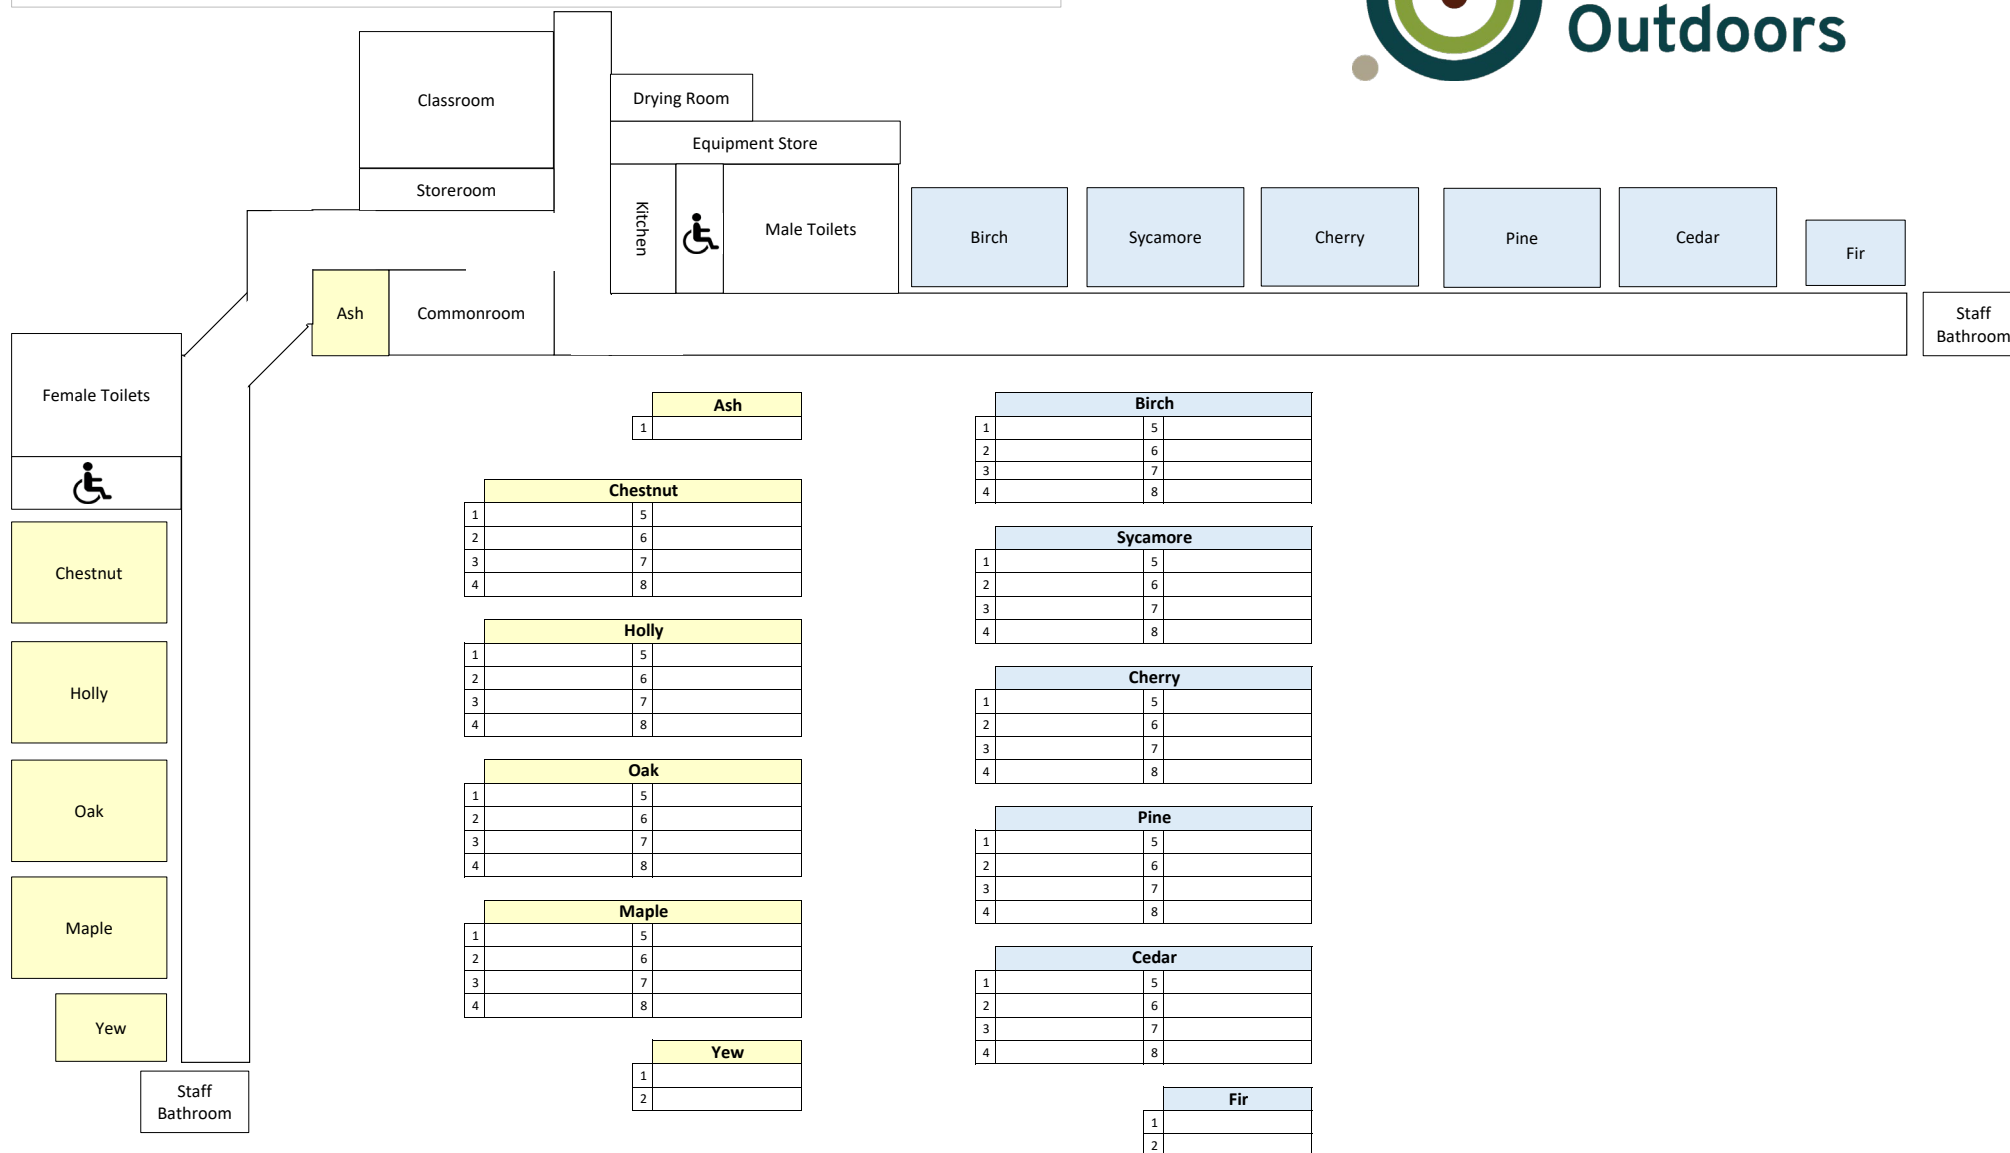 Outdoors
Classroom
Drying Room
Equipment Store
Storeroom
Kitchen
Male Toilets
Birch
Sycamore
Cherry
Pine
Cedar
Fir
Ash
Commonroom
Staff
Bathroom
Female Toilets
Chestnut
Holly
Oak
Maple
Yew
Staff
Bathroom
Ash
1
Chestnut
1 5
2 6
3 7
4 8
Holly
1 5
2 6
3 7
4 8
Oak
1 5
2 6
3 7
4 8
Maple
1 5
2 6
3 7
4 8
Yew
1
2
Birch
1 5
2 6
3 7
4 8
Sycamore
1 5
2 6
3 7
4 8
Cherry
1 5
2 6
3 7
4 8
Pine
1 5
2 6
3 7
4 8
Cedar
1 5
2 6
3 7
4 8
Fir
1
2